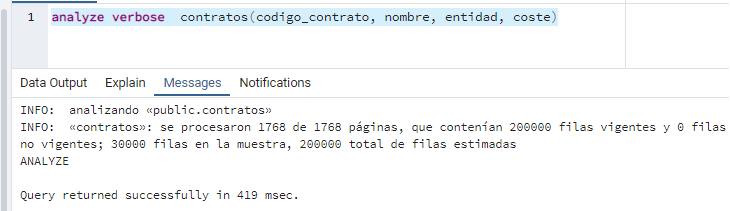 1 analyze verbose  contratos(codigo_contrato, nombre, entidad, coste)
Data Output Explain Messages Notifications
INFO:  analizando «public.contratos»
INFO:  «contratos»: se procesaron 1768 de 1768 páginas, que contenían 200000 filas vigentes y 0 filas
no vigentes; 30000 filas en la muestra, 200000 total de filas estimadas
ANALYZE
Query returned successfully in 419 msec.